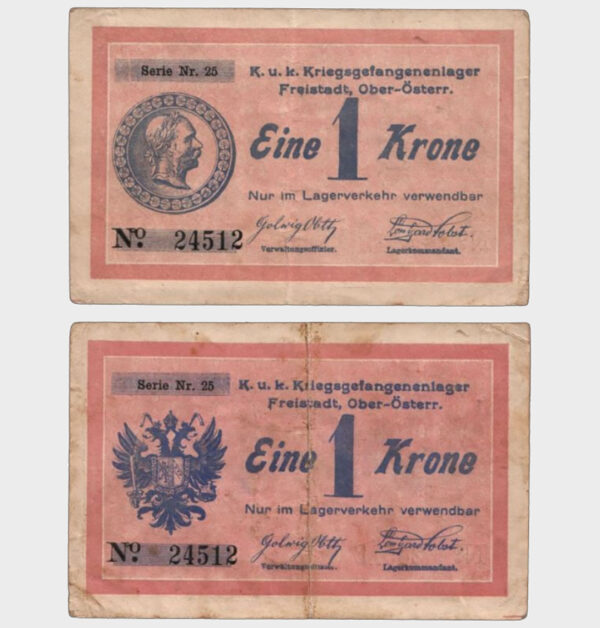 Serie Nr. 25
K. u. k. Kriegsgefangenenlager
Freistadt, Ober-Österr.
Eine 1 Krone
Nur im Lagerverkehr verwendbar
No. 24512
Verwaltungsoffizier.
Lagerkommandant.
Serie Nr. 25
K. u. k. Kriegsgefangenenlager
Freistadt, Ober-Österr.
Eine 1 Krone
Nur im Lagerverkehr verwendbar
No. 24512
Lagerkommandant.